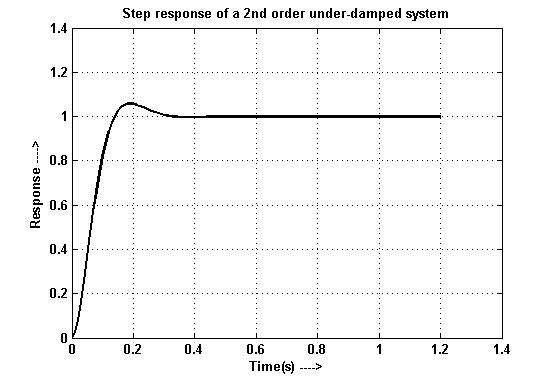 Step response of a 2nd order under-damped system
1.4
1.2
1
0.8
0.6
0.4
0.2
0
Response ---->
0 0.2 0.4 0.6 0.8 1 1.2 1.4
Time(s) ---->